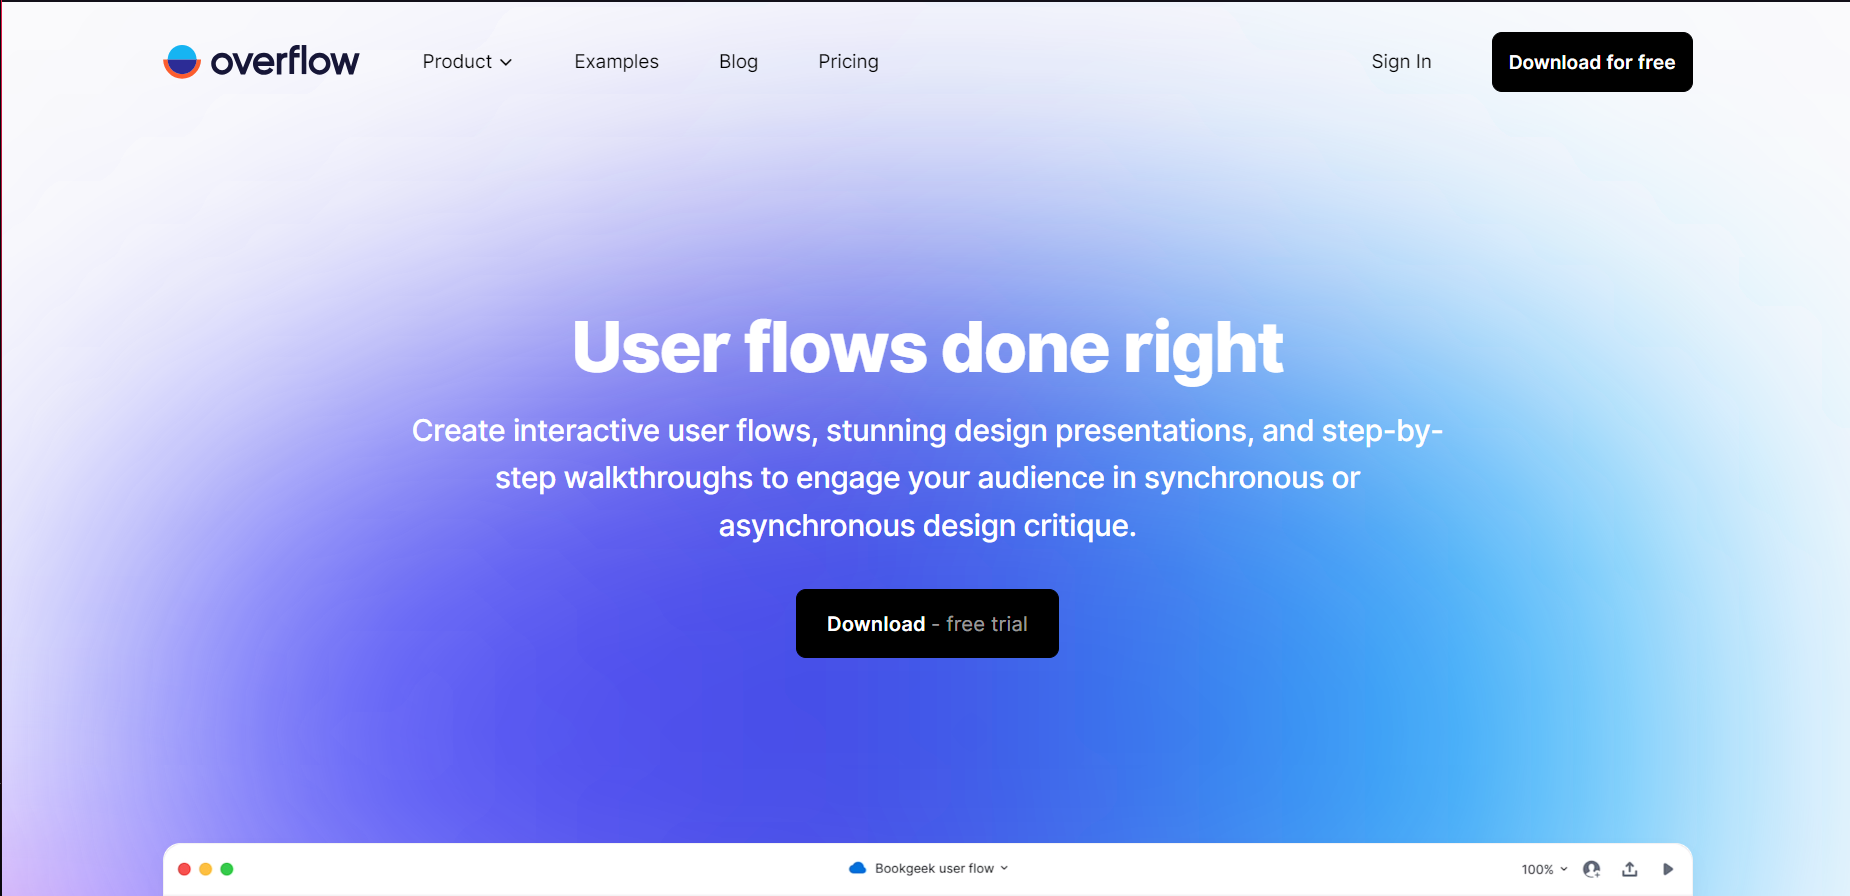 overflow
Product
Examples
Blog
Pricing
Sign In
Download for free
User flows done right
Create interactive user flows, stunning design presentations, and step-by-
step walkthroughs to engage your audience in synchronous or
asynchronous design critique.
Download - free trial
Bookgeek user flow
100%